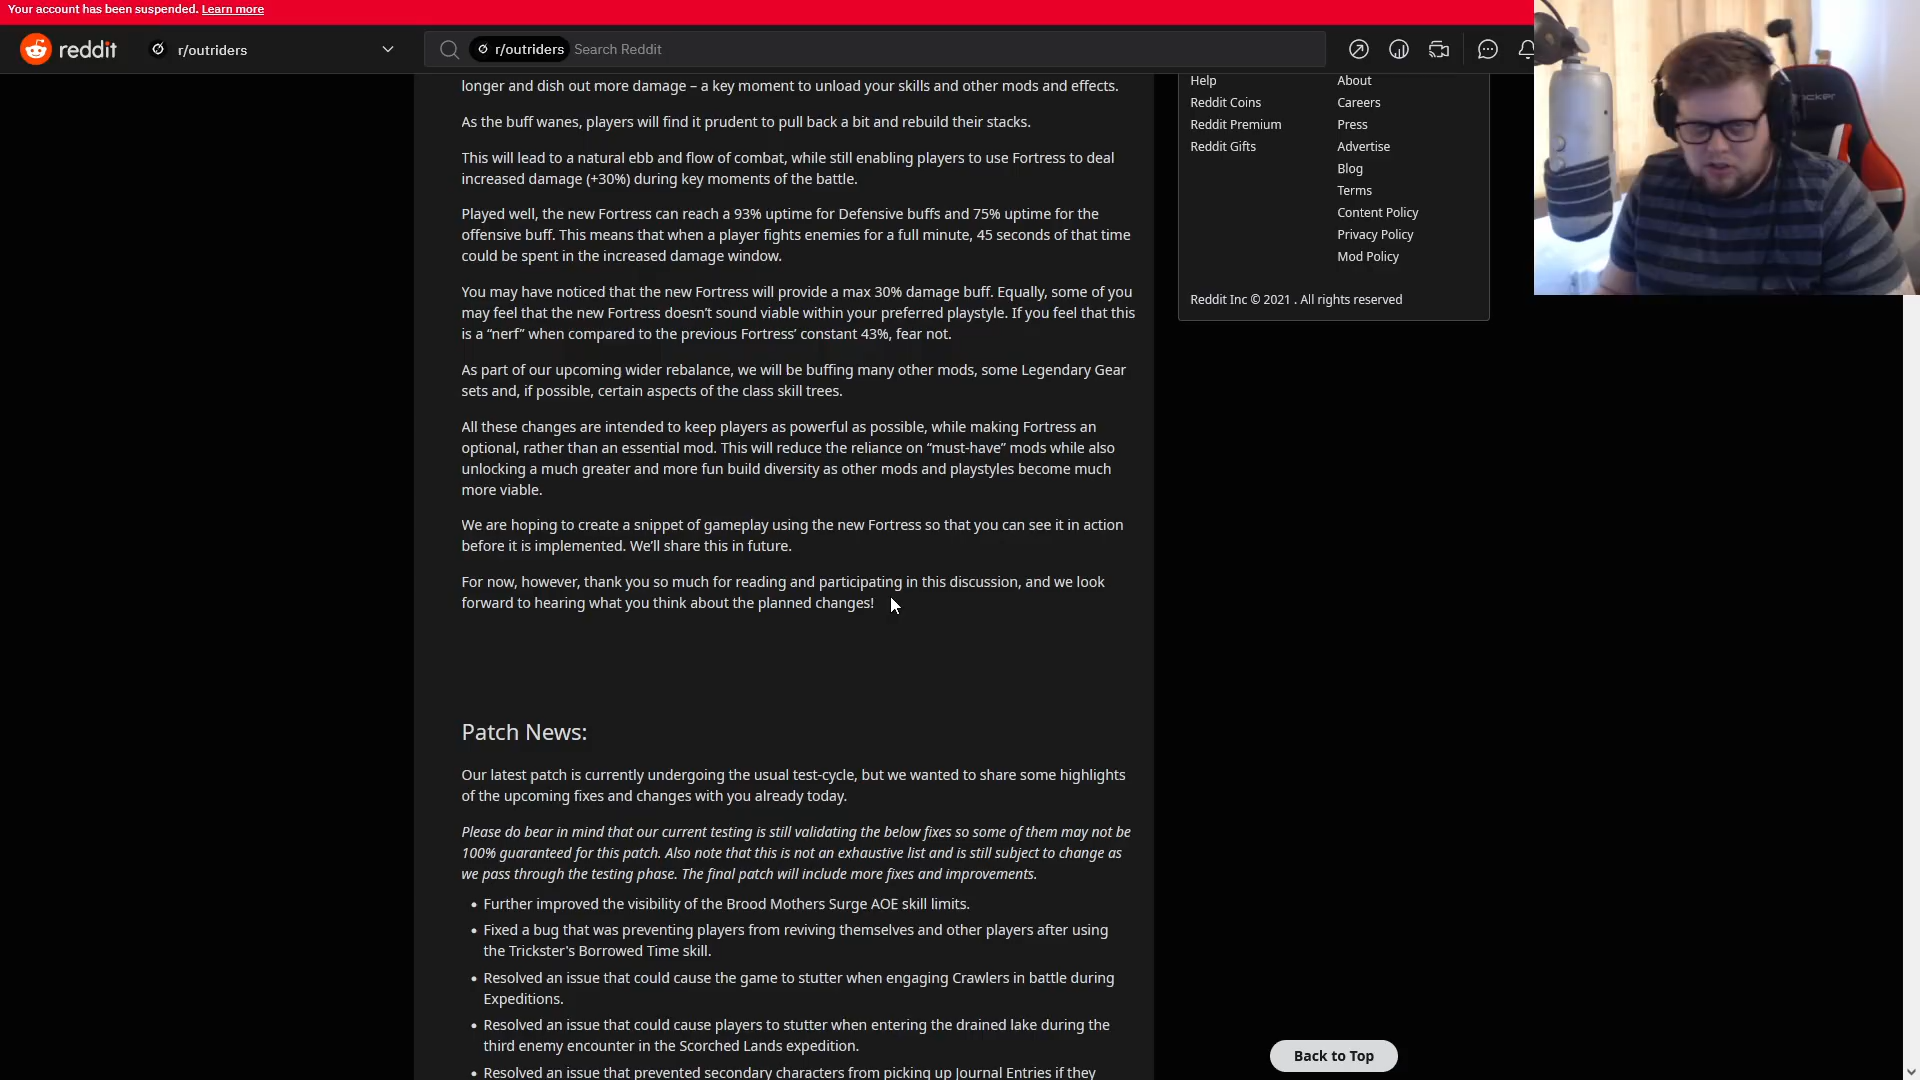 Your account has been suspended. Learn more
reddit
r/outriders
r/outriders Search Reddit
longer and dish out more damage – a key moment to unload your skills and other mods and effects.
As the buff wanes, players will find it prudent to pull back a bit and rebuild their stacks.
This will lead to a natural ebb and flow of combat, while still enabling players to use Fortress to deal
increased damage (+30%) during key moments of the battle.
Played well, the new Fortress can reach a 93% uptime for Defensive buffs and 75% uptime for the
offensive buff. This means that when a player fights enemies for a full minute, 45 seconds of that time
could be spent in the increased damage window.
You may have noticed that the new Fortress will provide a max 30% damage buff. Equally, some of you
may feel that the new Fortress doesn’t sound viable within your preferred playstyle. If you feel that this
is a “nerf” when compared to the previous Fortress’ constant 43%, fear not.
As part of our upcoming wider rebalance, we will be buffing many other mods, some Legendary Gear
sets and, if possible, certain aspects of the class skill trees.
All these changes are intended to keep players as powerful as possible, while making Fortress an
optional, rather than an essential mod. This will reduce the reliance on “must-have” mods while also
unlocking a much greater and more fun build diversity as other mods and playstyles become much
more viable.
We are hoping to create a snippet of gameplay using the new Fortress so that you can see it in action
before it is implemented. We’ll share this in future.
For now, however, thank you so much for reading and participating in this discussion, and we look
forward to hearing what you think about the planned changes!
Patch News:
Our latest patch is currently undergoing the usual test-cycle, but we wanted to share some highlights
of the upcoming fixes and changes with you already today.
Please do bear in mind that our current testing is still validating the below fixes so some of them may not be
100% guaranteed for this patch. Also note that this is not an exhaustive list and is still subject to change as
we pass through the testing phase. The final patch will include more fixes and improvements.
• Further improved the visibility of the Brood Mothers Surge AOE skill limits.
• Fixed a bug that was preventing players from reviving themselves and other players after using
the Trickster's Borrowed Time skill.
• Resolved an issue that could cause the game to stutter when engaging Crawlers in battle during
Expeditions.
• Resolved an issue that could cause players to stutter when entering the drained lake during the
third enemy encounter in the Scorched Lands expedition.
• Resolved an issue that prevented secondary characters from picking up Journal Entries if they
Help
Reddit Coins
Reddit Premium
Reddit Gifts
About
Careers
Press
Advertise
Blog
Terms
Content Policy
Privacy Policy
Mod Policy
Reddit Inc © 2021 . All rights reserved
Back to Top